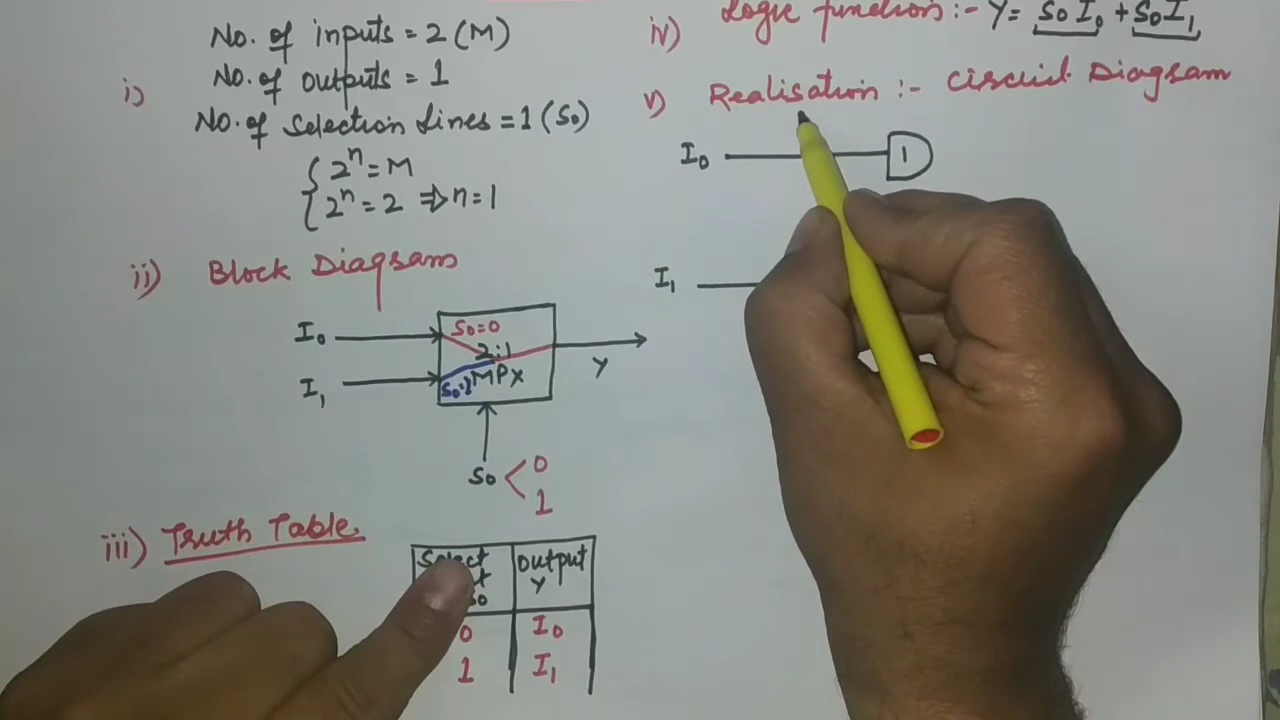 No. of inputs = 2 (M)
i) No. of outputs = 1
No. of selection lines = 1 (S0)
2^n = M
2^n = 2 ⇒ n = 1
ii) Block Diagram
I0
I1
S0=0
2:1
MPX
S0=1
Y
S0
0
1
iii) Truth Table
Select
S0
Output
Y
0 I0
1 I1
iv) Logic function :- Y = S0 I0 + S0 I1
v) Realisation :- Circuit Diagram
I0
1
I1